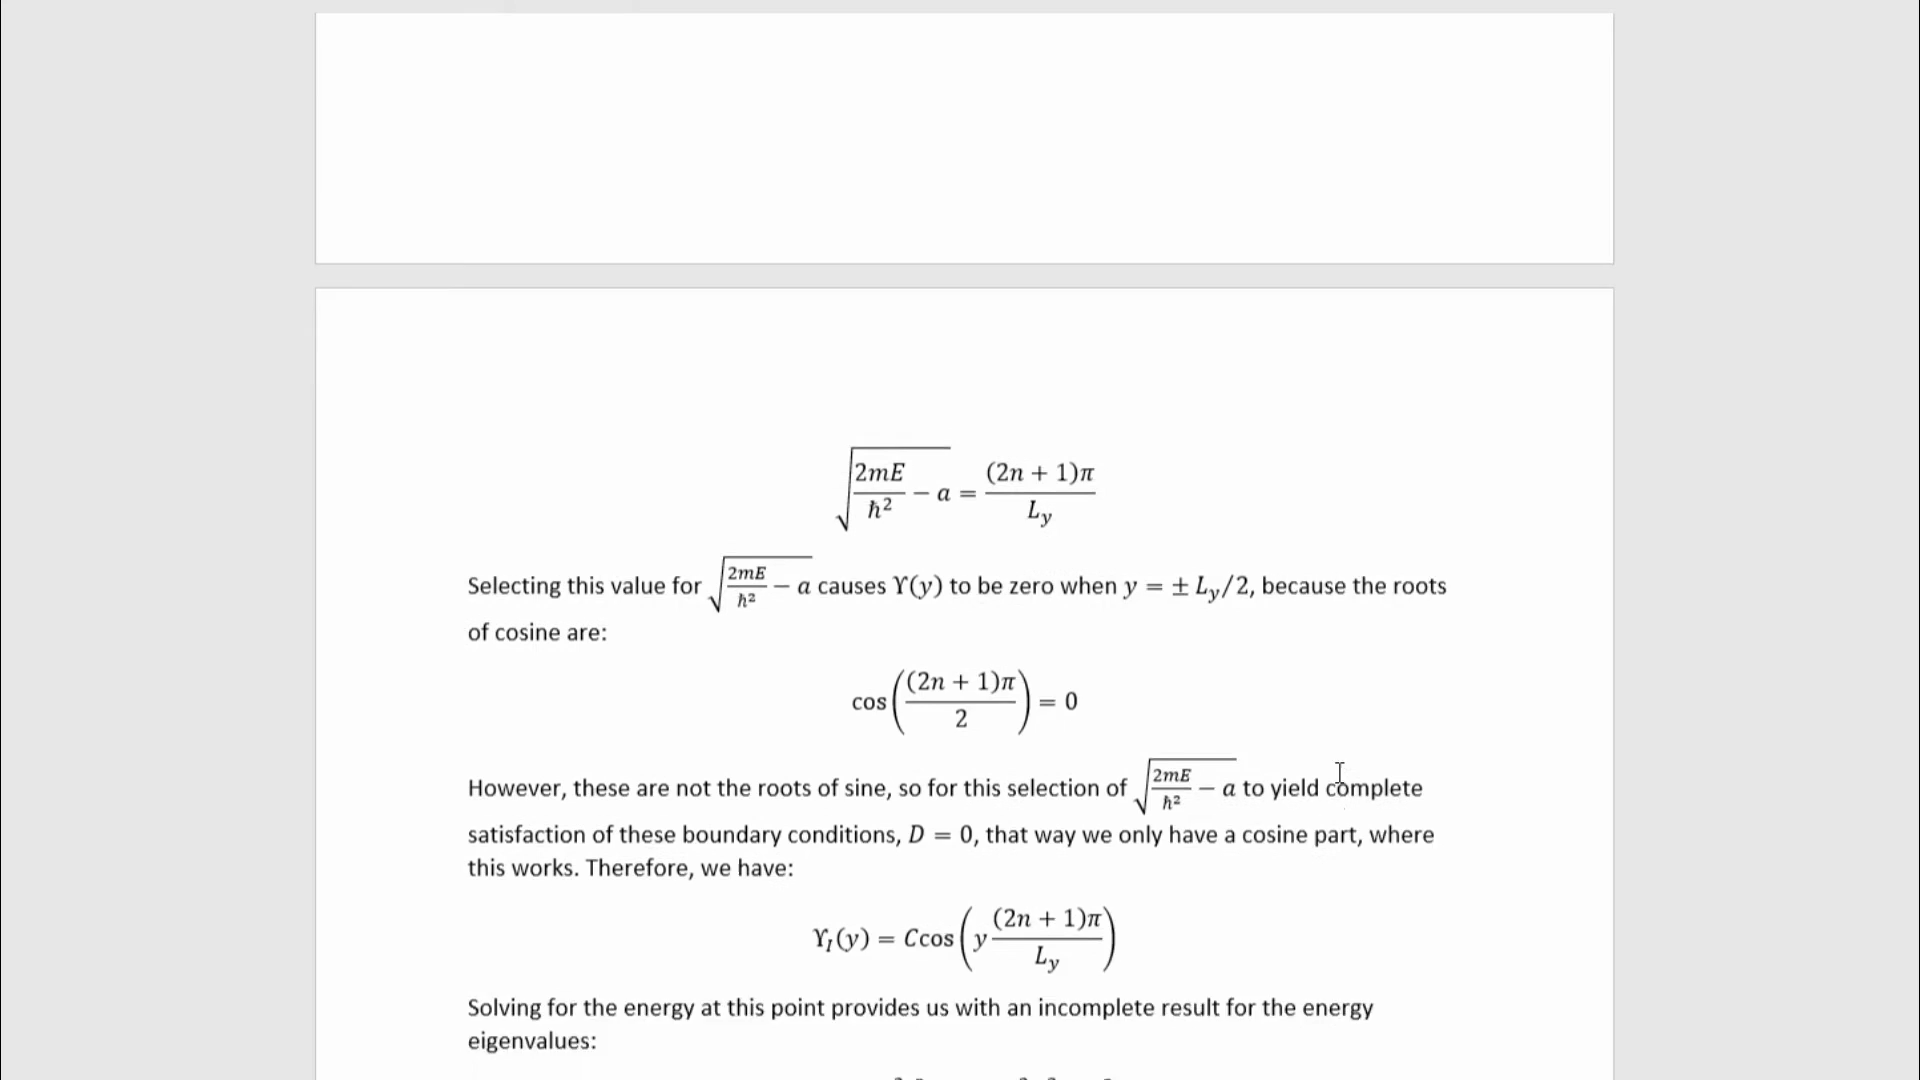 √(2mE/ħ² − a) = (2n + 1)π/L_y
Selecting this value for √(2mE/ħ² − a) causes ϒ(y) to be zero when y = ± L_y/2, because the roots
of cosine are:
cos((2n + 1)π/2) = 0
However, these are not the roots of sine, so for this selection of √(2mE/ħ² − a) to yield complete
satisfaction of these boundary conditions, D = 0, that way we only have a cosine part, where
this works. Therefore, we have:
ϒ_I(y) = Ccos(y (2n + 1)π/L_y)
Solving for the energy at this point provides us with an incomplete result for the energy
eigenvalues: